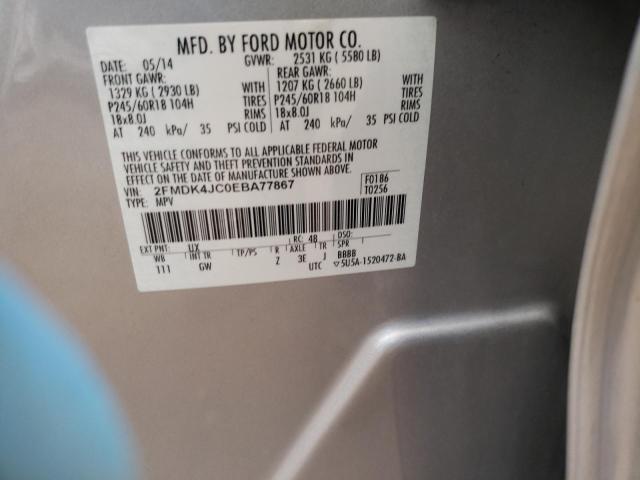 MFD. BY FORD MOTOR CO.
DATE: 05/14 GVWR: 2531 KG ( 5580 LB)
FRONT GAWR: REAR GAWR:
1329 KG ( 2930 LB) 1207 KG ( 2660 LB)
P245/60R18 104H TIRES P245/60R18 104H TIRES
18x8.0J RIMS 18x8.0J RIMS
AT 240 kPa/ 35 PSI COLD AT 240 kPa/ 35 PSI COLD
THIS VEHICLE CONFORMS TO ALL APPLICABLE FEDERAL MOTOR
VEHICLE SAFETY AND THEFT PREVENTION STANDARDS IN
EFFECT ON THE DATE OF MANUFACTURE SHOWN ABOVE.
VIN: 2FMDK4JC0EBA77867 F0186
TYPE: MPV T0256
EXT PNT: UX RC: 48 DSO:
WB INT TR TP/PS R AXLE TR SPR
111 GW Z 3E J BBBB
UTC ▽5U5A-1520472-BA